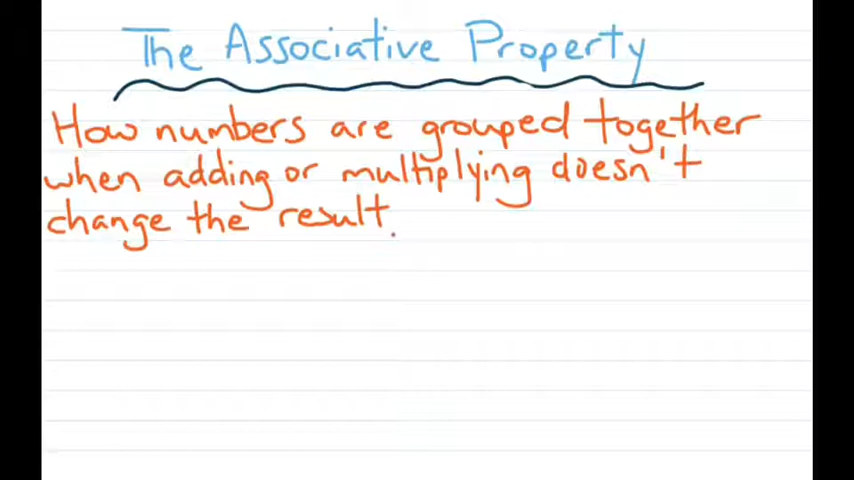 The Associative Property
How numbers are grouped together
when adding or multiplying doesn't
change the result.